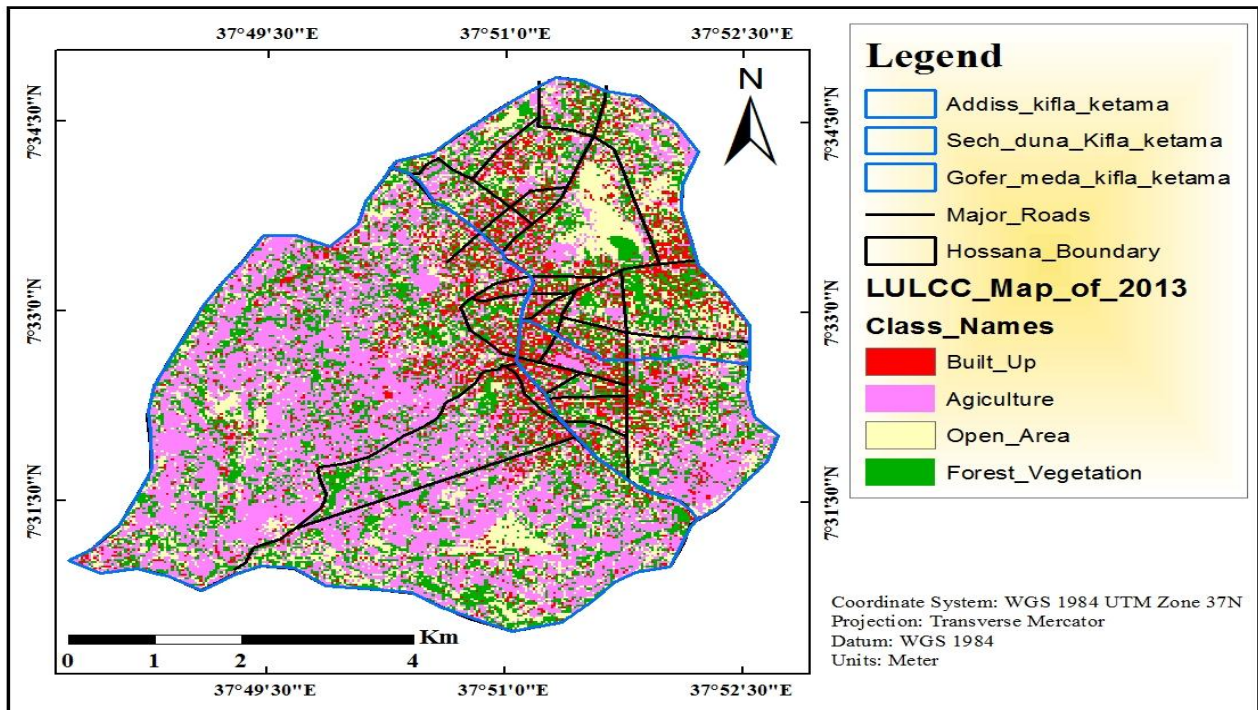 37°49'30"E 37°51'0"E 37°52'30"E
7°34'30"N
7°33'0"N
7°31'30"N
N
7°34'30"N
7°33'0"N
7°31'30"N
Km
0 1 2 4
37°49'30"E 37°51'0"E 37°52'30"E
Legend
Addiss_kifla_ketama
Sech_duna_Kifla_ketama
Gofer_meda_kifla_ketama
Major_Roads
Hossana_Boundary
LULCC_Map_of_2013
Class_Names
Built_Up
Agiculture
Open_Area
Forest_Vegetation
Coordinate System: WGS 1984 UTM Zone 37N
Projection: Transverse Mercator
Datum: WGS 1984
Units: Meter